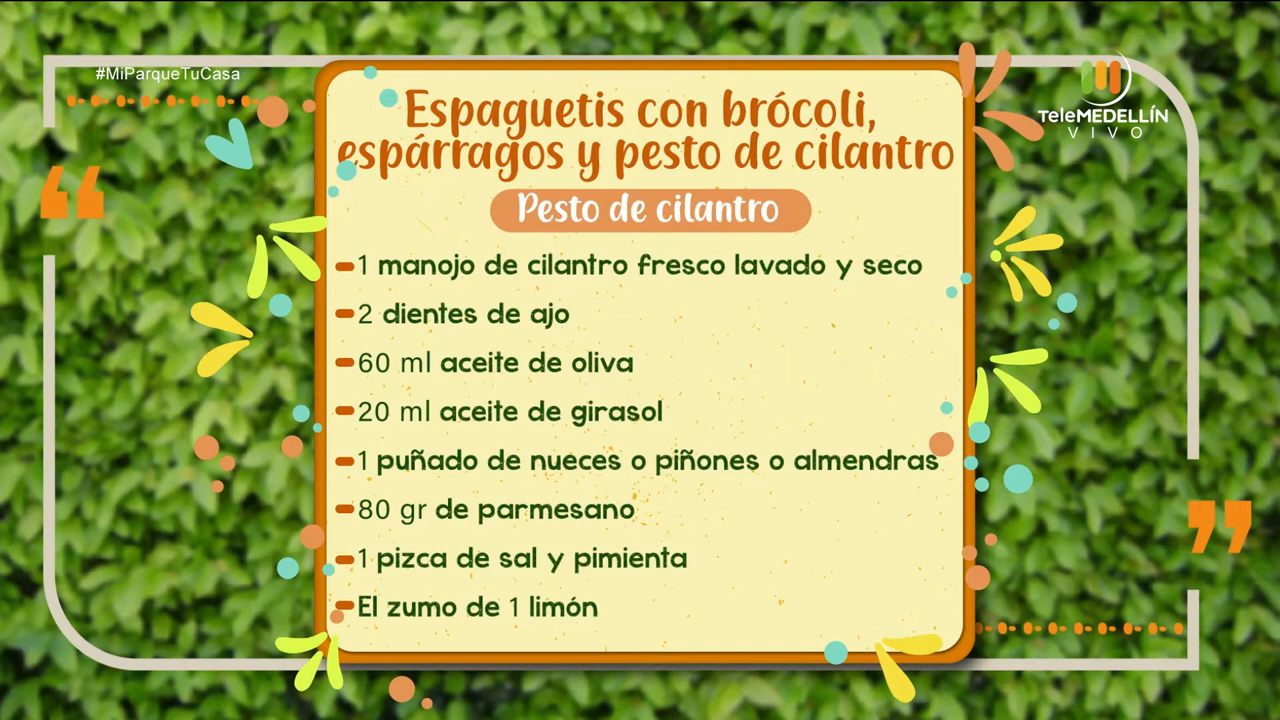 #MiParqueTuCasa
TeleMEDELLÍN
VIVO
Espaguetis con brócoli,
espárragos y pesto de cilantro
Pesto de cilantro
1 manojo de cilantro fresco lavado y seco
2 dientes de ajo
60 ml aceite de oliva
20 ml aceite de girasol
1 puñado de nueces o piñones o almendras
80 gr de parmesano
1 pizca de sal y pimienta
El zumo de 1 limón